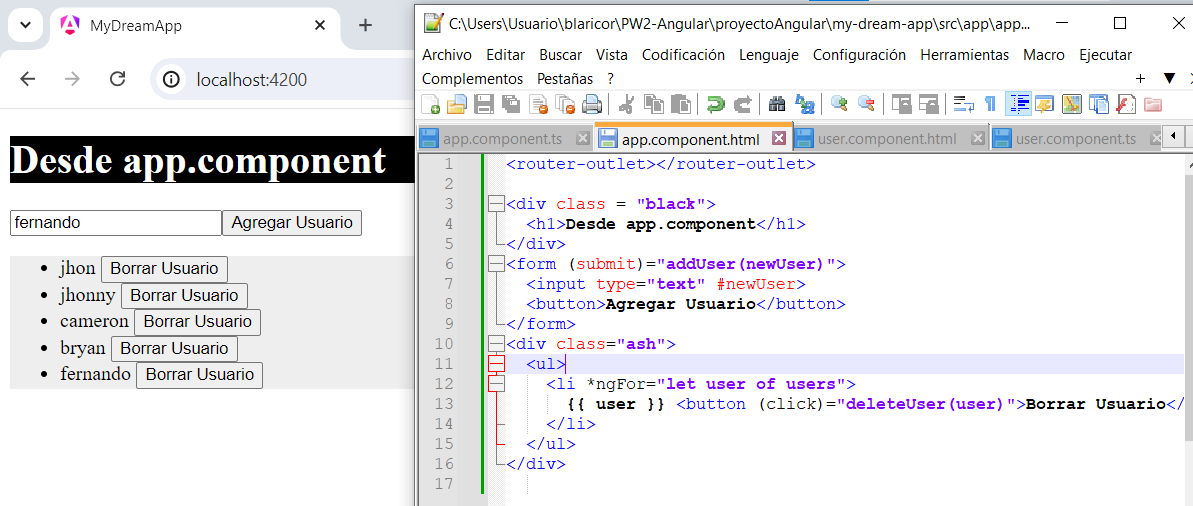 MyDreamApp
localhost:4200
Desde app.component
fernando Agregar Usuario
jhon Borrar Usuario
jhonny Borrar Usuario
cameron Borrar Usuario
bryan Borrar Usuario
fernando Borrar Usuario
C:\Users\Usuario\blaricor\PW2-Angular\proyectoAngular\my-dream-app\src\app\app...
Archivo Editar Buscar Vista Codificación Lenguaje Configuración Herramientas Macro Ejecutar
Complementos Pestañas ?
app.component.ts app.component.html user.component.html user.component.ts
1 <router-outlet></router-outlet>
2
3 <div class = "black">
4 <h1>Desde app.component</h1>
5 </div>
6 <form (submit)="addUser(newUser)">
7 <input type="text" #newUser>
8 <button>Agregar Usuario</button>
9 </form>
10 <div class="ash">
11 <ul>
12 <li *ngFor="let user of users">
13 {{ user }} <button (click)="deleteUser(user)">Borrar Usuario</
14 </li>
15 </ul>
16 </div>
17